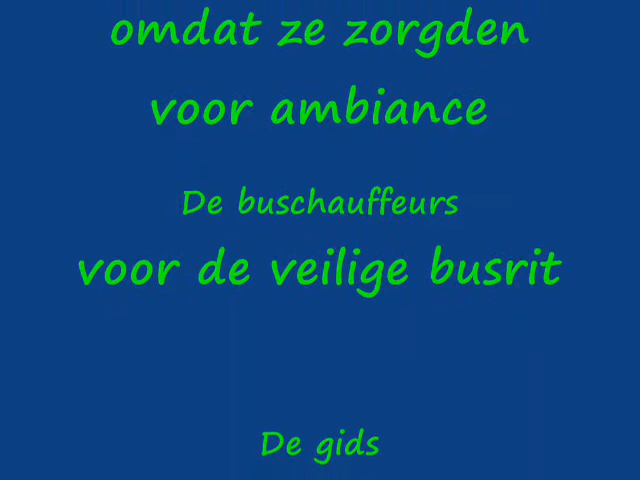 omdat ze zorgden
voor ambiance
De buschauffeurs
voor de veilige busrit
De gids